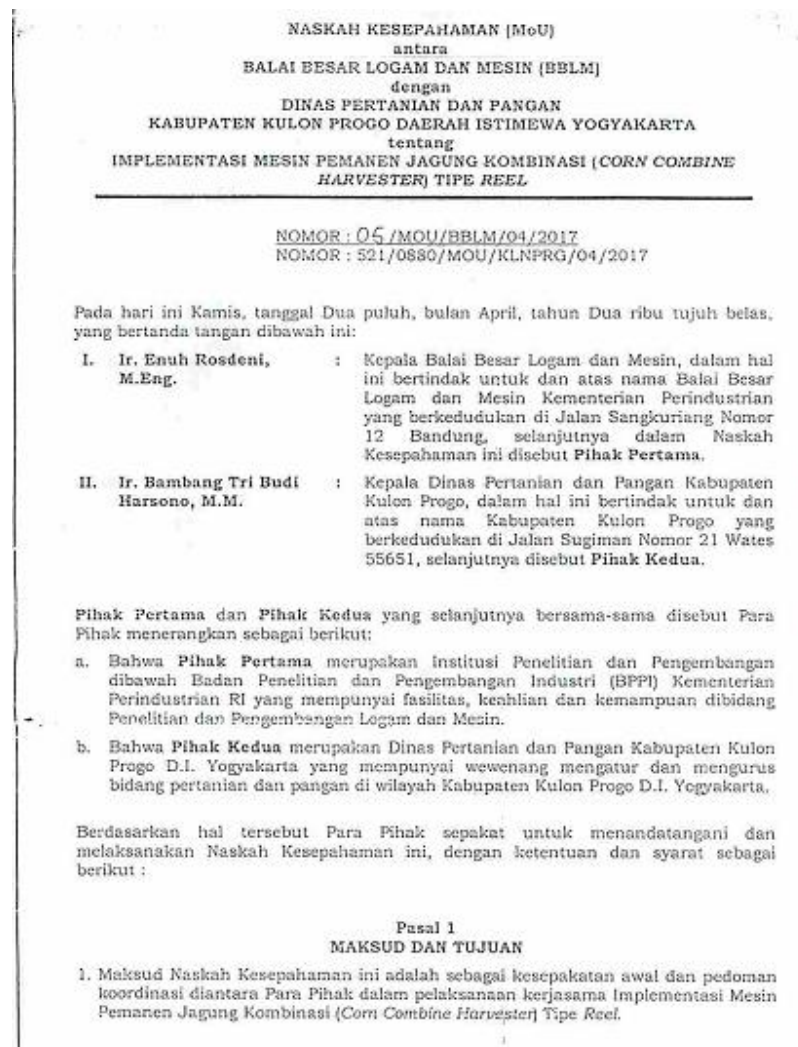 NASKAH KESEPAHAMAN (MoU)
antara
BALAI BESAR LOGAM DAN MESIN (BBLM)
dengan
DINAS PERTANIAN DAN PANGAN
KABUPATEN KULON PROGO DAERAH ISTIMEWA YOGYAKARTA
tentang
IMPLEMENTASI MESIN PEMANEN JAGUNG KOMBINASI (CORN COMBINE
HARVESTER) TIPE REEL
NOMOR : 05/MOU/BBLM/04/2017
NOMOR : 521/0880/MOU/KLNPRG/04/2017
Pada hari ini Kamis, tanggal Dua puluh, bulan April, tahun Dua ribu tujuh belas,
yang bertanda tangan dibawah ini:
I. Ir. Enuh Rosdeni, : Kepala Balai Besar Logam dan Mesin, dalam hal
M.Eng. ini bertindak untuk dan atas nama Balai Besar
Logam dan Mesin Kementerian Perindustrian
yang berkedudukan di Jalan Sangkuriang Nomor
12 Bandung, selanjutnya dalam Naskah
Kesepahaman ini disebut Pihak Pertama.
II. Ir. Bambang Tri Budi : Kepala Dinas Pertanian dan Pangan Kabupaten
Harsono, M.M. Kulon Progo, dalam hal ini bertindak untuk dan
atas nama Kabupaten Kulon Progo yang
berkedudukan di Jalan Sugiman Nomor 21 Wates
55651, selanjutnya disebut Pihak Kedua.
Pihak Pertama dan Pihak Kedua yang selanjutnya bersama-sama disebut Para
Pihak menerangkan sebagai berikut:
a. Bahwa Pihak Pertama merupakan institusi Penelitian dan Pengembangan
dibawah Badan Penelitian dan Pengembangan Industri (BPPI) Kementerian
Perindustrian RI yang mempunyai fasilitas, keahlian dan kemampuan dibidang
Penelitian dan Pengembangan Logam dan Mesin.
b. Bahwa Pihak Kedua merupakan Dinas Pertanian dan Pangan Kabupaten Kulon
Progo D.I. Yogyakarta yang mempunyai wewenang mengatur dan mengurus
bidang pertanian dan pangan di wilayah Kabupaten Kulon Progo D.I. Yogyakarta.
Berdasarkan hal tersebut Para Pihak sepakat untuk menandatangani dan
melaksanakan Naskah Kesepahaman ini, dengan ketentuan dan syarat sebagai
berikut :
Pasal 1
MAKSUD DAN TUJUAN
1. Maksud Naskah Kesepahaman ini adalah sebagai kesepakatan awal dan pedoman
koordinasi diantara Para Pihak dalam pelaksanaan kerjasama Implementasi Mesin
Pemanen Jagung Kombinasi (Corn Combine Harvester) Tipe Reel.